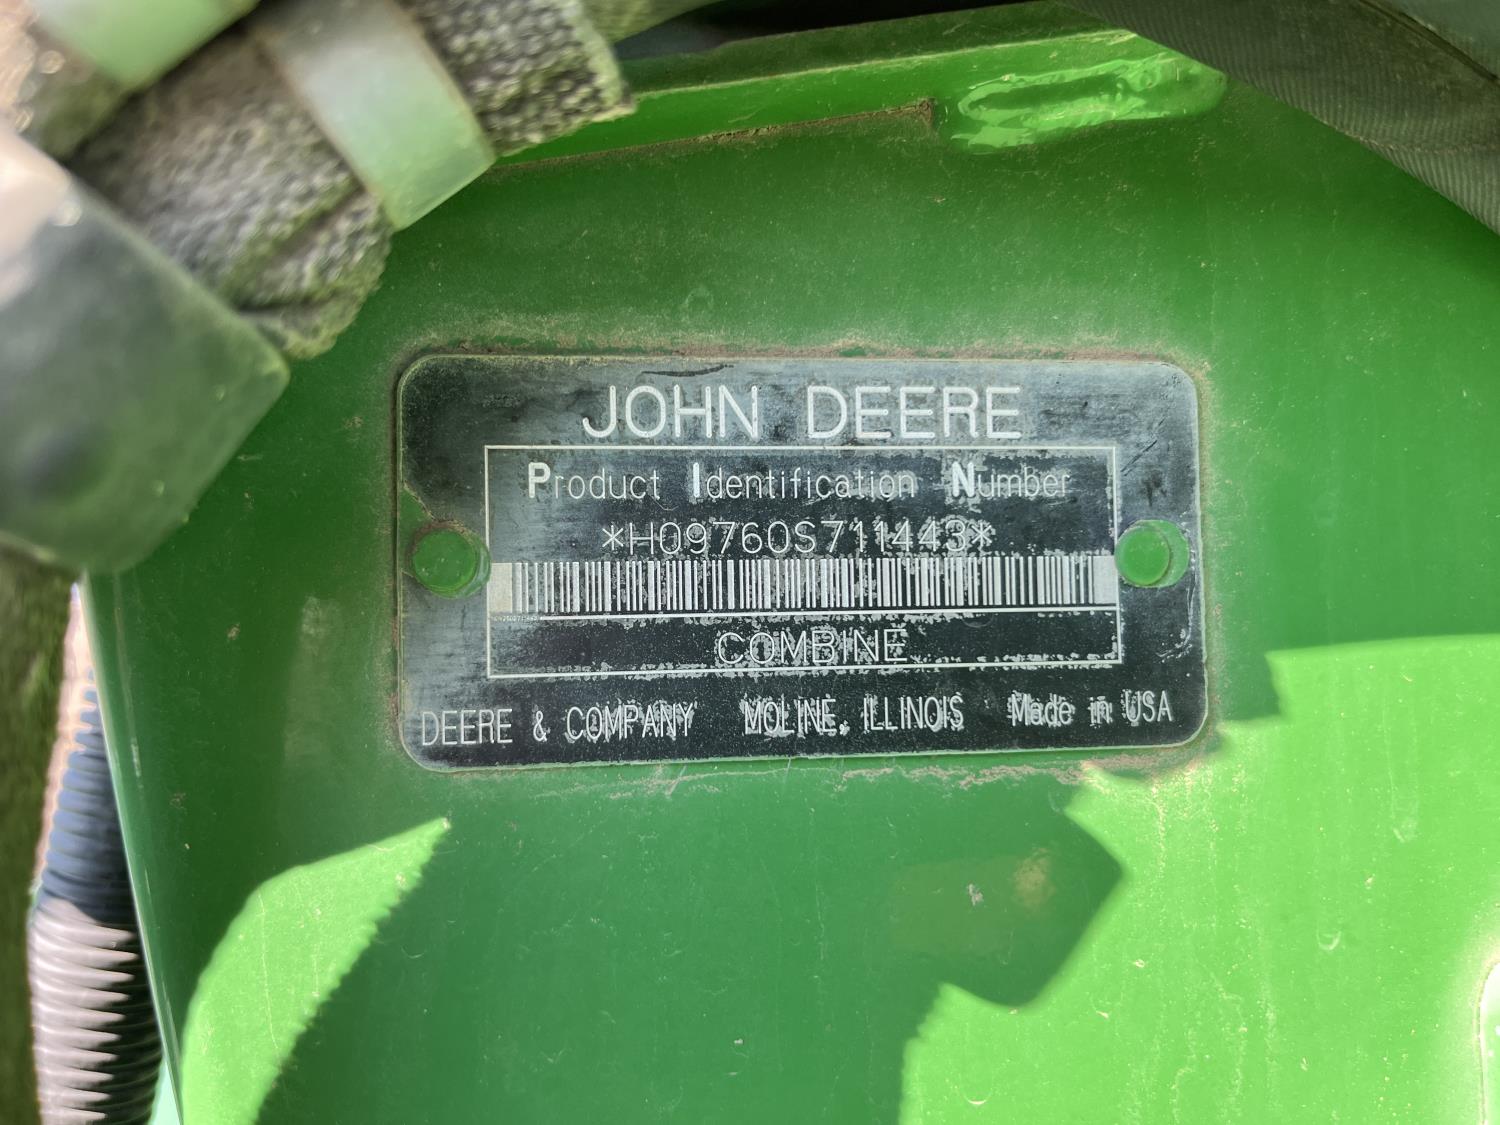 JOHN DEERE
Product Identification Number
*H09760S711443*
COMBINE
DEERE & COMPANY MOLINE, ILLINOIS Made in USA